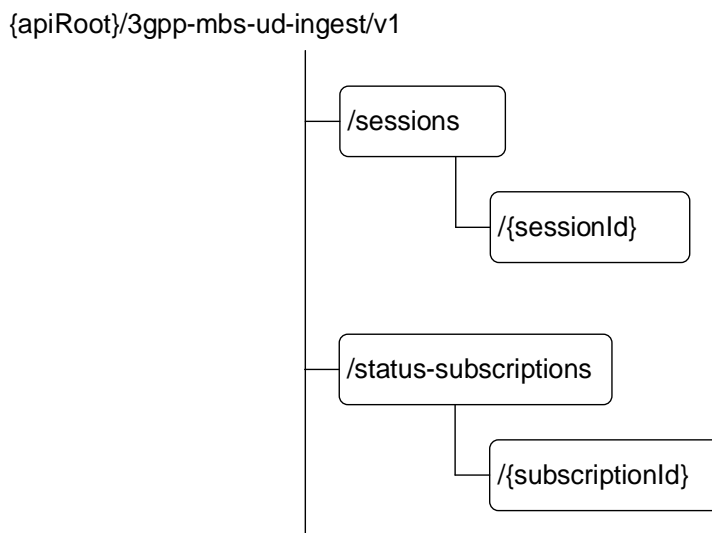 {apiRoot}/3gpp-mbs-ud-ingest/v1
/sessions
/{sessionId}
/status-subscriptions
/{subscriptionId}